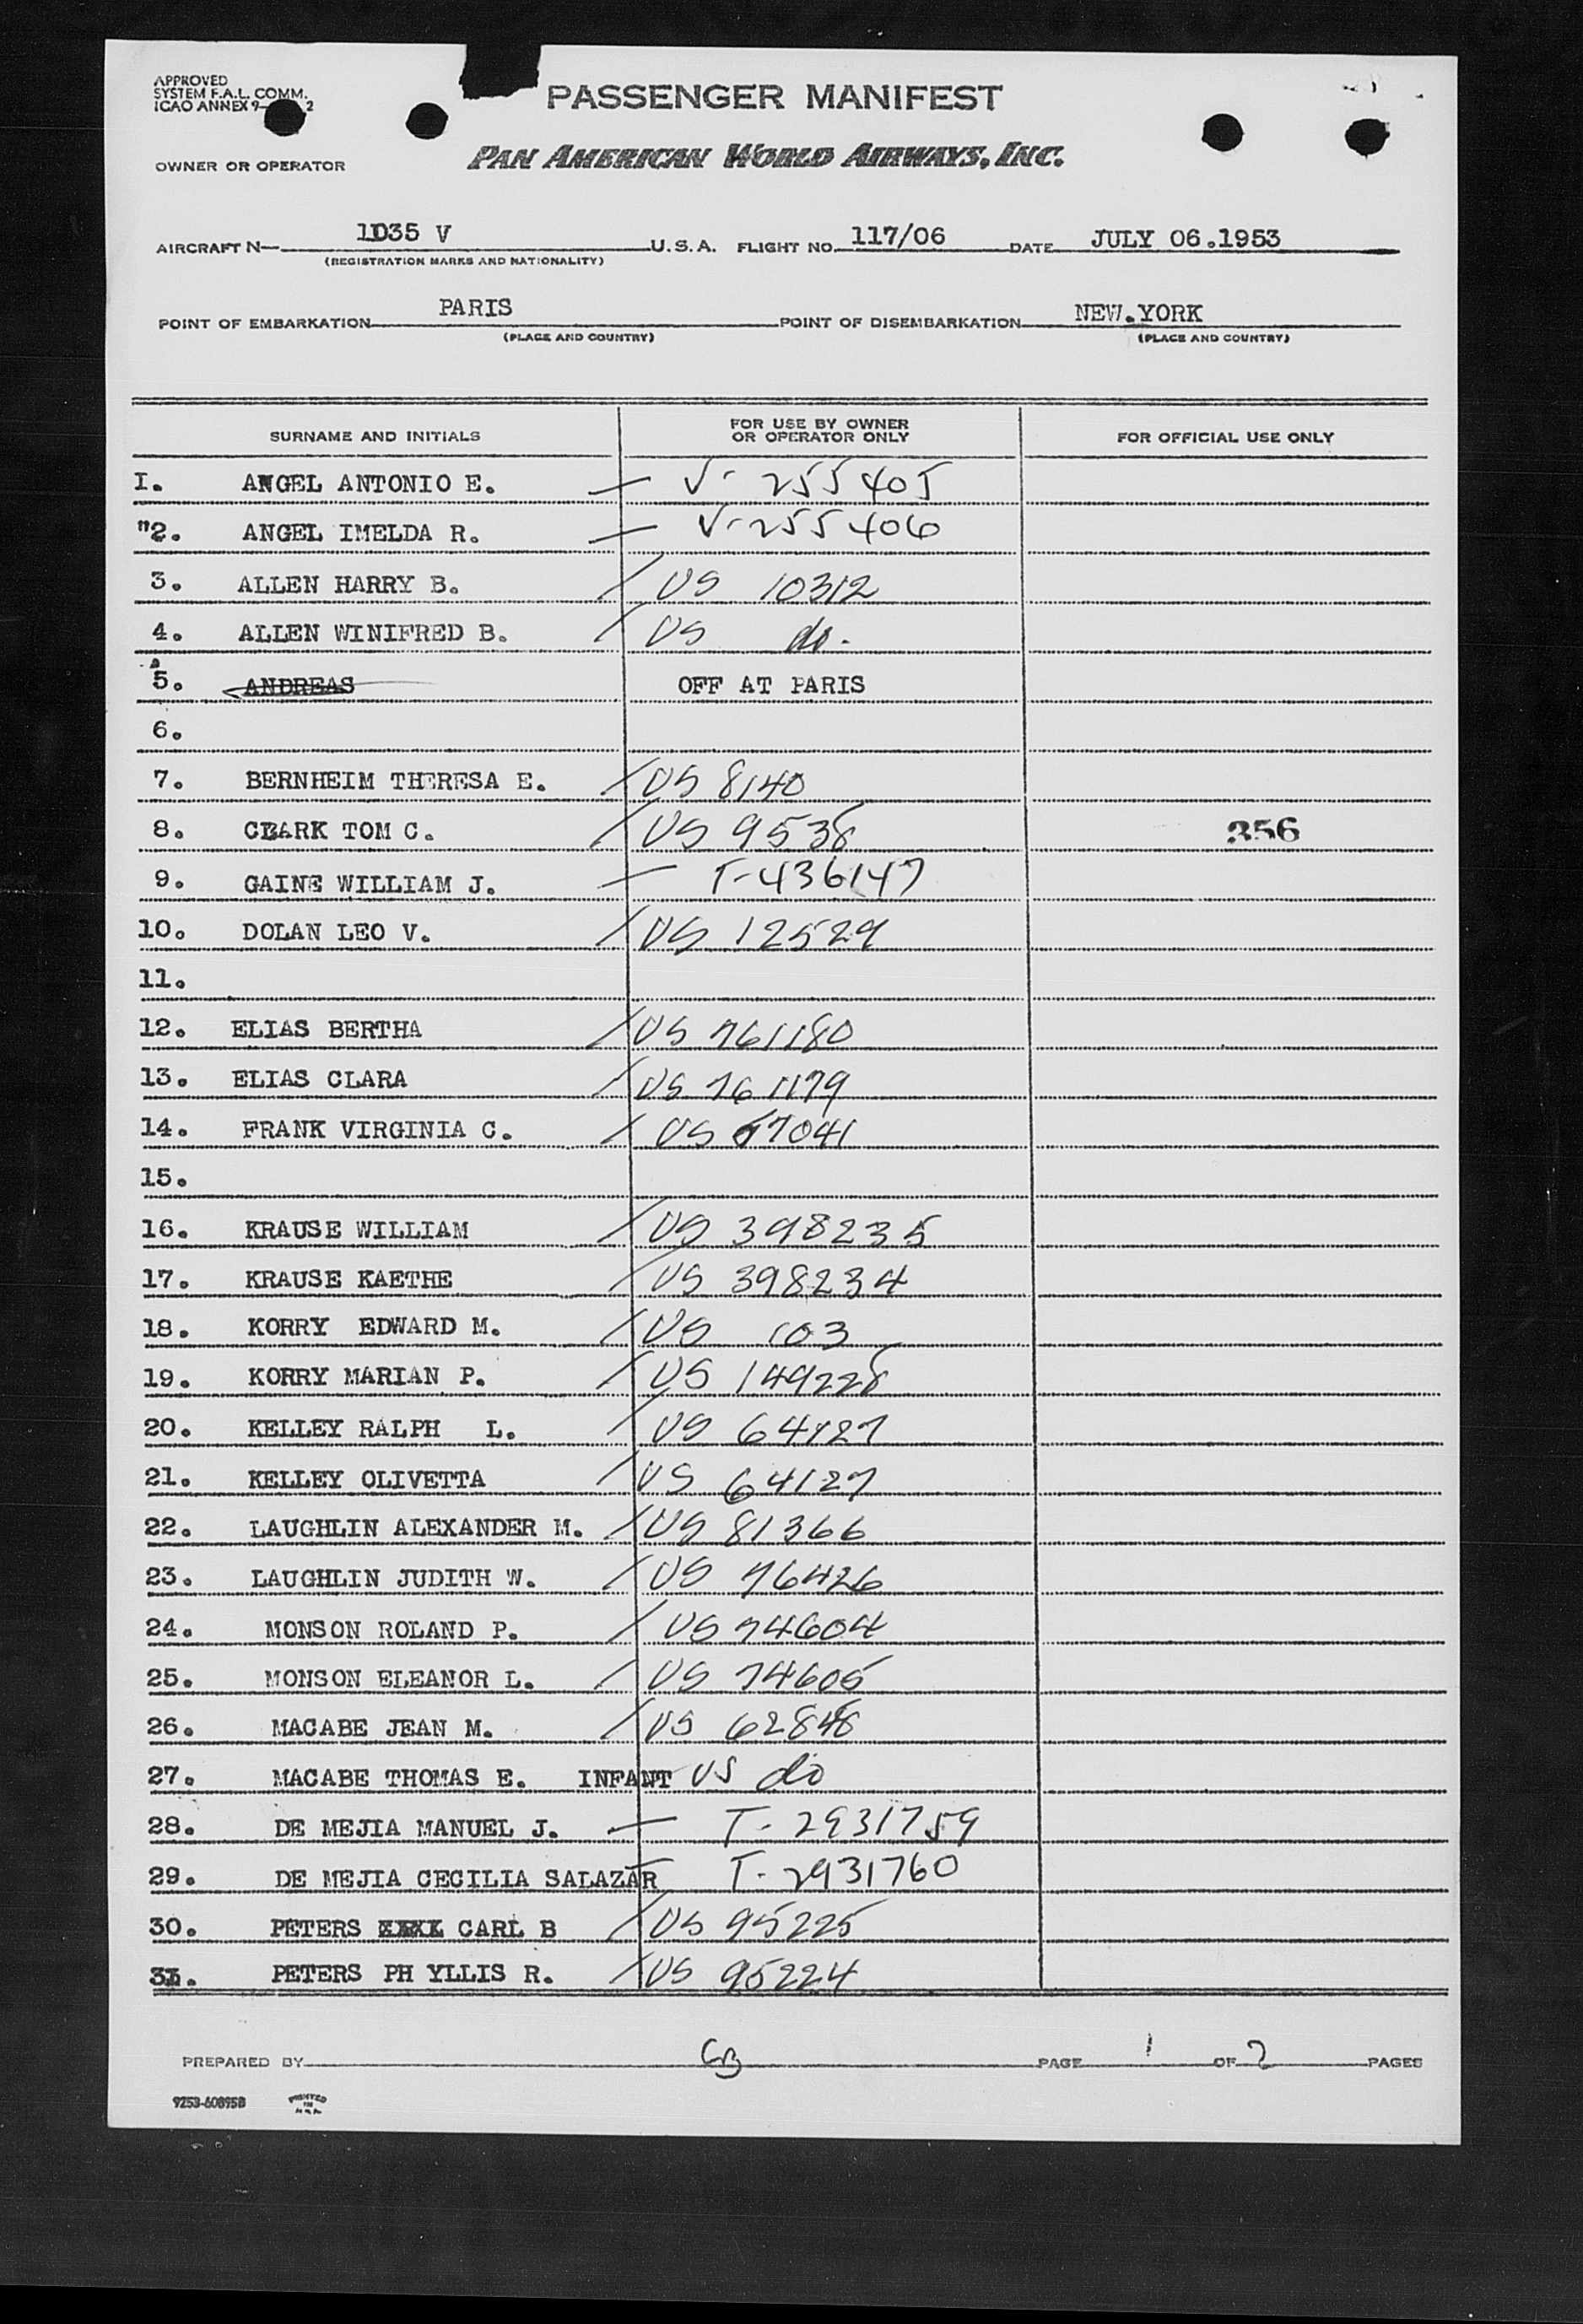 APPROVED
SYSTEM F.A.L. COMM.
ICAO ANNEX 9- 2
PASSENGER MANIFEST
OWNER OR OPERATOR PAN AMERICAN WORLD AIRWAYS, INC.
AIRCRAFT N— 1D35 V U.S.A. FLIGHT NO. 117/06 DATE JULY 06.1953
(REGISTRATION MARKS AND NATIONALITY)
POINT OF EMBARKATION PARIS POINT OF DISEMBARKATION NEW.YORK
(PLACE AND COUNTRY) (PLACE AND COUNTRY)
SURNAME AND INITIALS FOR USE BY OWNER OR OPERATOR ONLY FOR OFFICIAL USE ONLY
I. ANGEL ANTONIO E. — V- 255405
"2. ANGEL IMELDA R. — V-255406
3. ALLEN HARRY B. / US 10312
4. ALLEN WINIFRED B. / US do.
5. ANDREAS OFF AT PARIS
6.
7. BERNHEIM THERESA E. / US 8140
8. CLARK TOM C. / US 9538 356
9. GAINE WILLIAM J. — T-436147
10. DOLAN LEO V. / US 12529
11.
12. ELIAS BERTHA / US 761180
13. ELIAS CLARA / US 761179
14. FRANK VIRGINIA C. / US 67041
15.
16. KRAUSE WILLIAM / US 398235
17. KRAUSE KAETHE / US 398234
18. KORRY EDWARD M. / US 103
19. KORRY MARIAN P. / US 149228
20. KELLEY RALPH L. / US 64127
21. KELLEY OLIVETTA / US 64127
22. LAUGHLIN ALEXANDER M. / US 81366
23. LAUGHLIN JUDITH W. / US 76426
24. MONSON ROLAND P. / US 74604
25. MONSON ELEANOR L. / US 74605
26. MACABE JEAN M. / US 62848
27. MACABE THOMAS E. INFANT US do
28. DE MEJIA MANUEL J. — T-2931759
29. DE MEJIA CECILIA SALAZAR T-2931760
30. PETERS CARL B / US 95225
31. PETERS PH YLLIS R. / US 95224
PREPARED BY CB PAGE 1 OF 2 PAGES
9253-60895B PRINTED